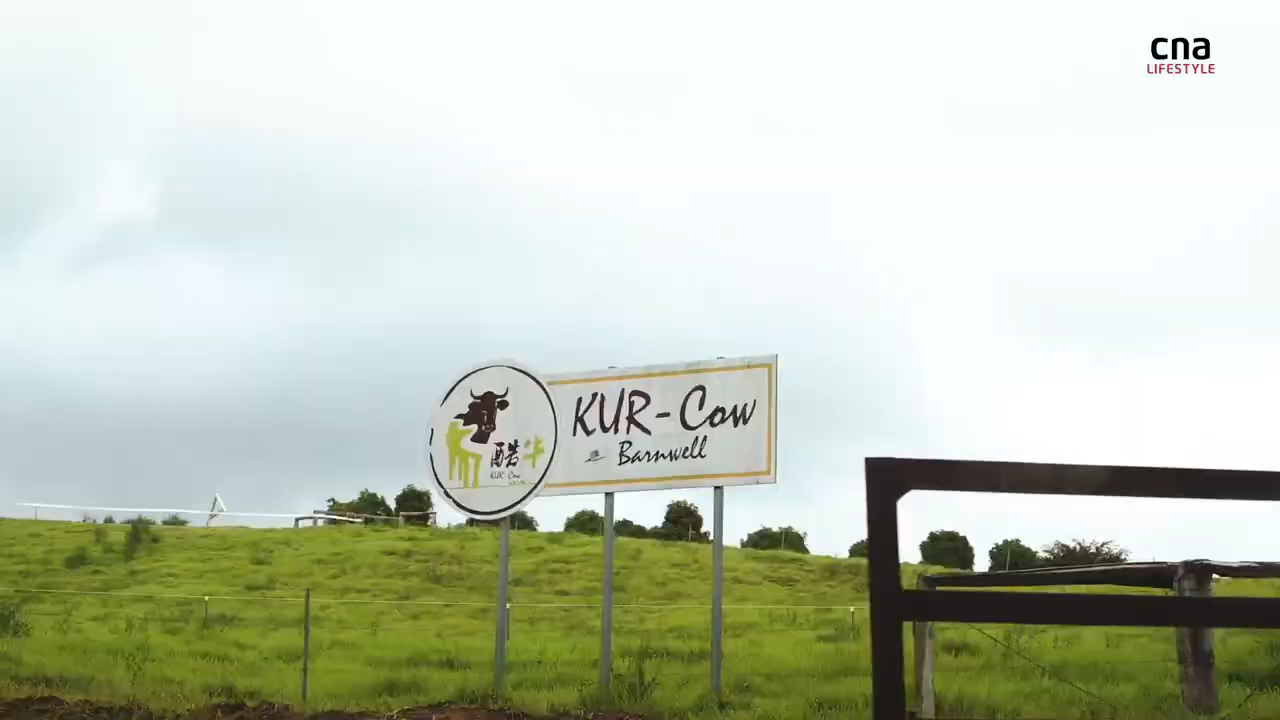 cna
LIFESTYLE
KUR-Cow
Barnwell
酷牛
KUR-Cow